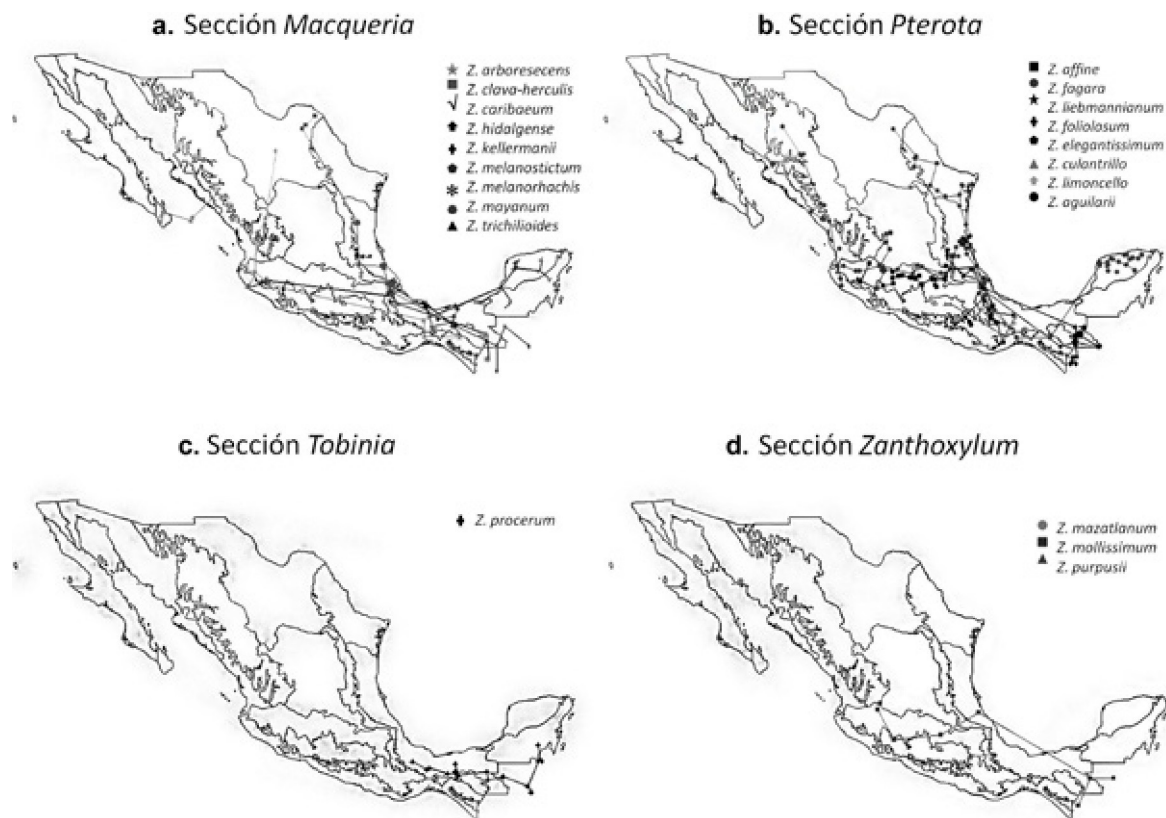 a. Sección Macqueria
Z. arboresecens
Z. clava-herculis
Z. caribaeum
Z. hidalgense
Z. kellermanii
Z. melanostictum
Z. melanorhachis
Z. mayanum
Z. trichilioides
b. Sección Pterota
Z. affine
Z. fagara
Z. liebmannianum
Z. foliolosum
Z. elegantissimum
Z. culantrillo
Z. limoncello
Z. aguilarii
c. Sección Tobinia
Z. procerum
d. Sección Zanthoxylum
Z. mazatlanum
Z. mollissimum
Z. purpusii